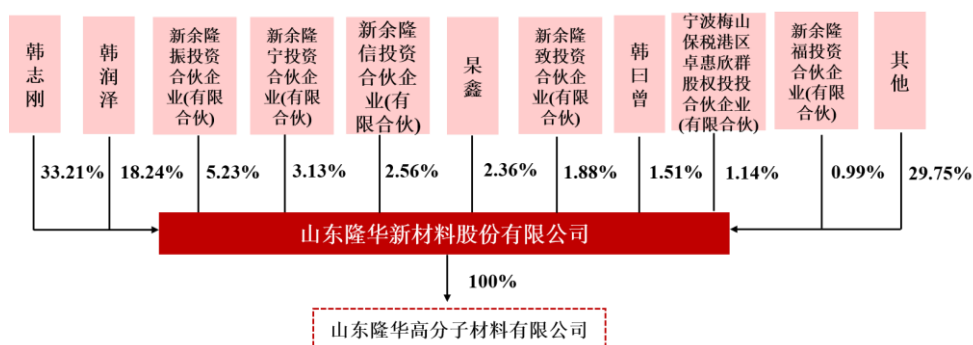 韩志刚
韩润泽
新余隆
振投资
合伙企
业(有限
合伙)
新余隆
宁投资
合伙企
业(有限
合伙)
新余隆
信投资
合伙企
业(有
限合伙)
杲鑫
新余隆
致投资
合伙企
业(有限
合伙)
韩曰曾
宁波梅山
保税港区
卓惠欣群
股权投投
合伙企业
(有限合伙)
新余隆
福投资
合伙企
业(有限
合伙)
其他
33.21%
18.24%
5.23%
3.13%
2.56%
2.36%
1.88%
1.51%
1.14%
0.99%
29.75%
山东隆华新材料股份有限公司
100%
山东隆华高分子材料有限公司